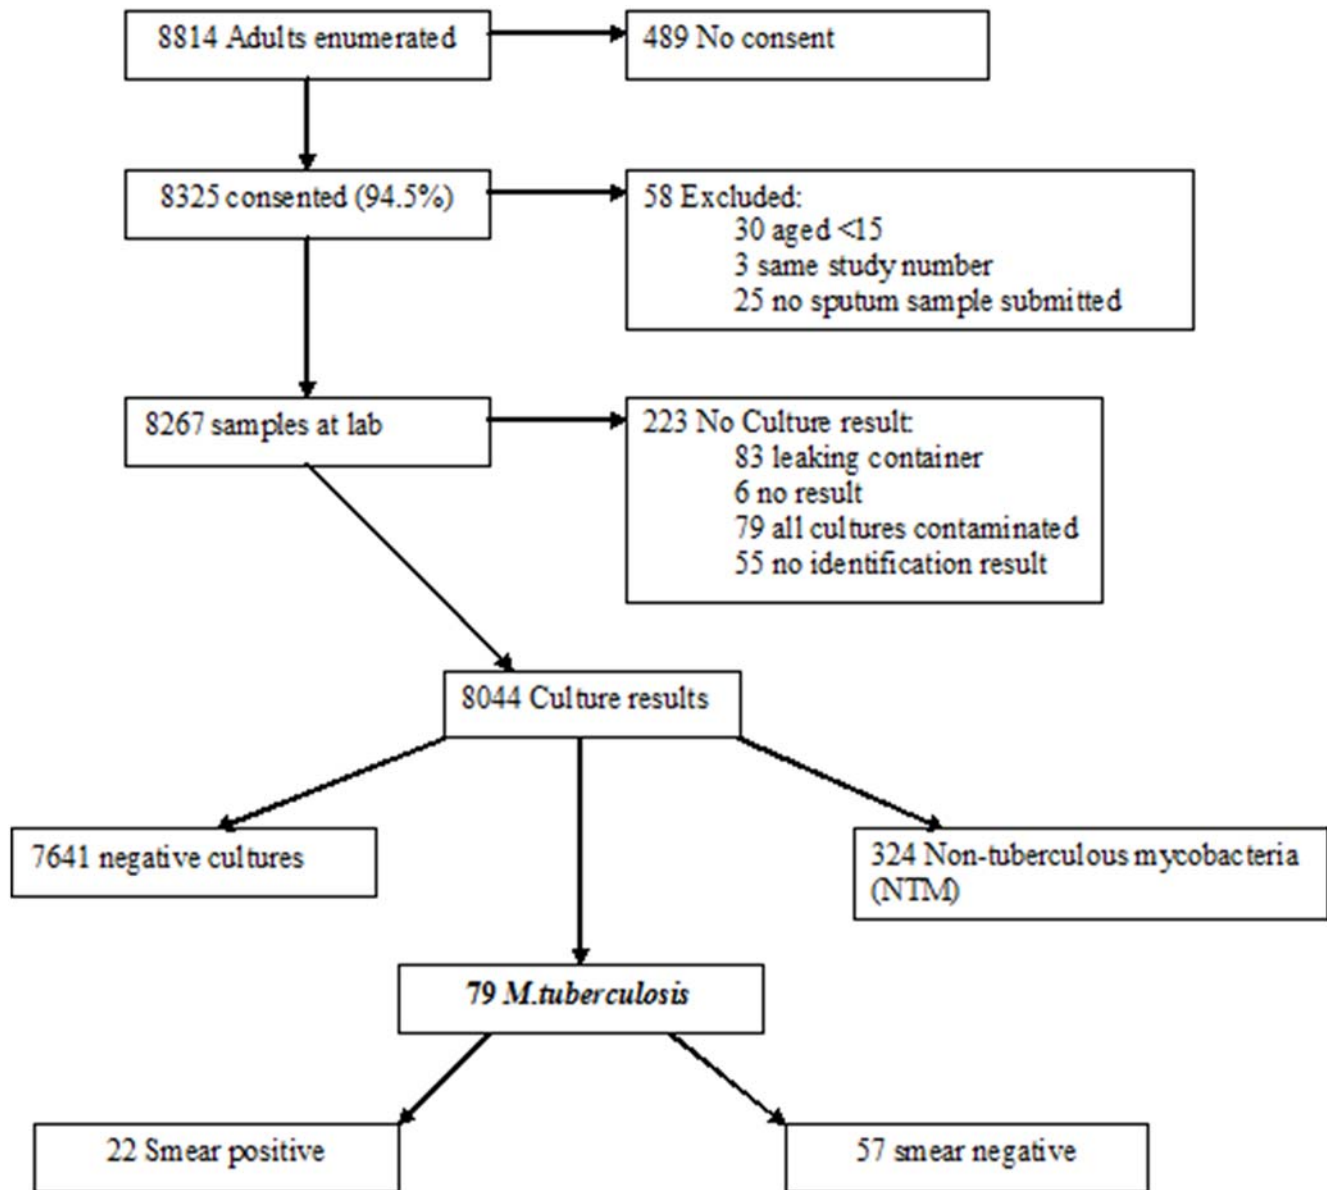 8814 Adults enumerated
489 No consent
8325 consented (94.5%)
58 Excluded:
30 aged <15
3 same study number
25 no sputum sample submitted
8267 samples at lab
223 No Culture result:
83 leaking container
6 no result
79 all cultures contaminated
55 no identification result
8044 Culture results
7641 negative cultures
324 Non-tuberculous mycobacteria
(NTM)
79 M.tuberculosis
22 Smear positive
57 smear negative